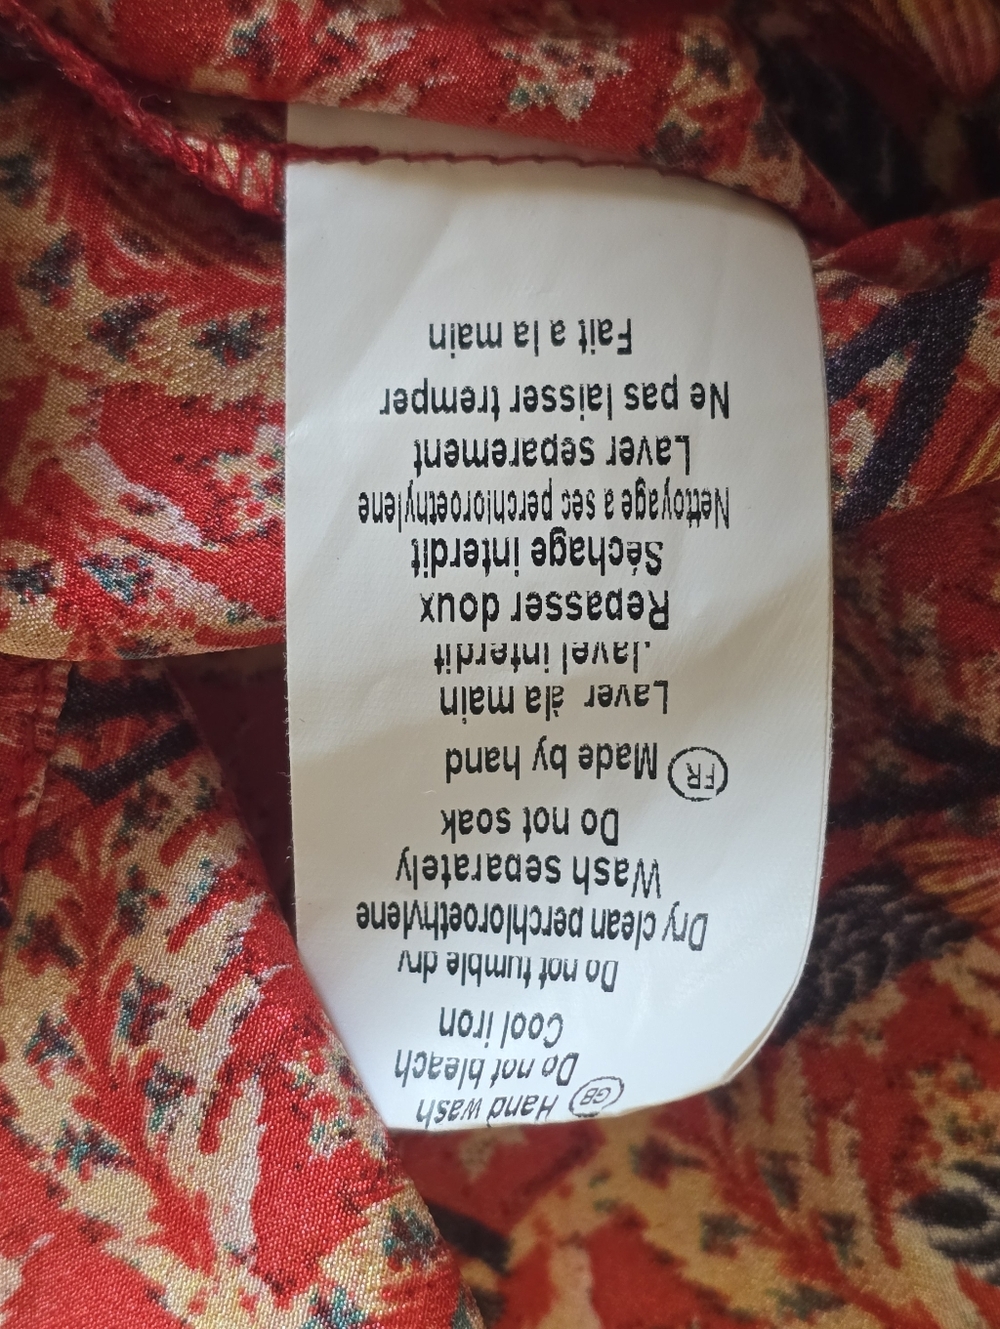 GB Hand wash
Do not bleach
Cool iron
Do not tumble dry
Dry clean perchloroethylene
Wash separately
Do not soak
FR Made by hand
Laver àla main
Javel interdit
Repasser doux
Séchage interdit
Nettoyage a sec perchloroethylene
Laver separement
Ne pas laisser tremper
Fait a la main